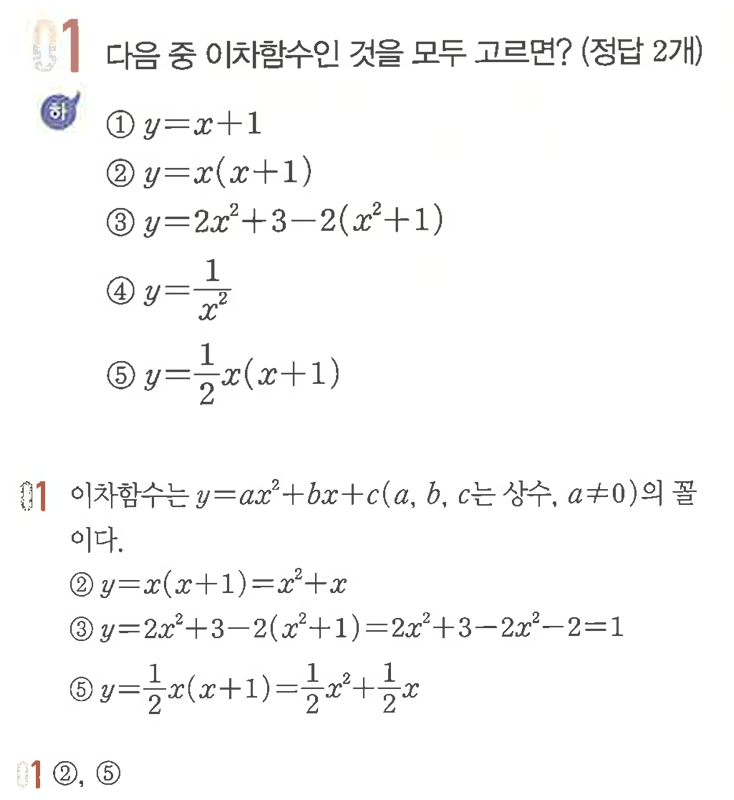 01 다음 중 이차함수인 것을 모두 고르면? (정답 2개)
하
① y=x+1
② y=x(x+1)
③ y=2x²+3-2(x²+1)
④ y=1/x²
⑤ y=1/2x(x+1)
01 이차함수는 y=ax²+bx+c(a, b, c는 상수, a≠0)의 꼴
이다.
② y=x(x+1)=x²+x
③ y=2x²+3-2(x²+1)=2x²+3-2x²-2=1
⑤ y=1/2x(x+1)=1/2x²+1/2x
01 ②, ⑤